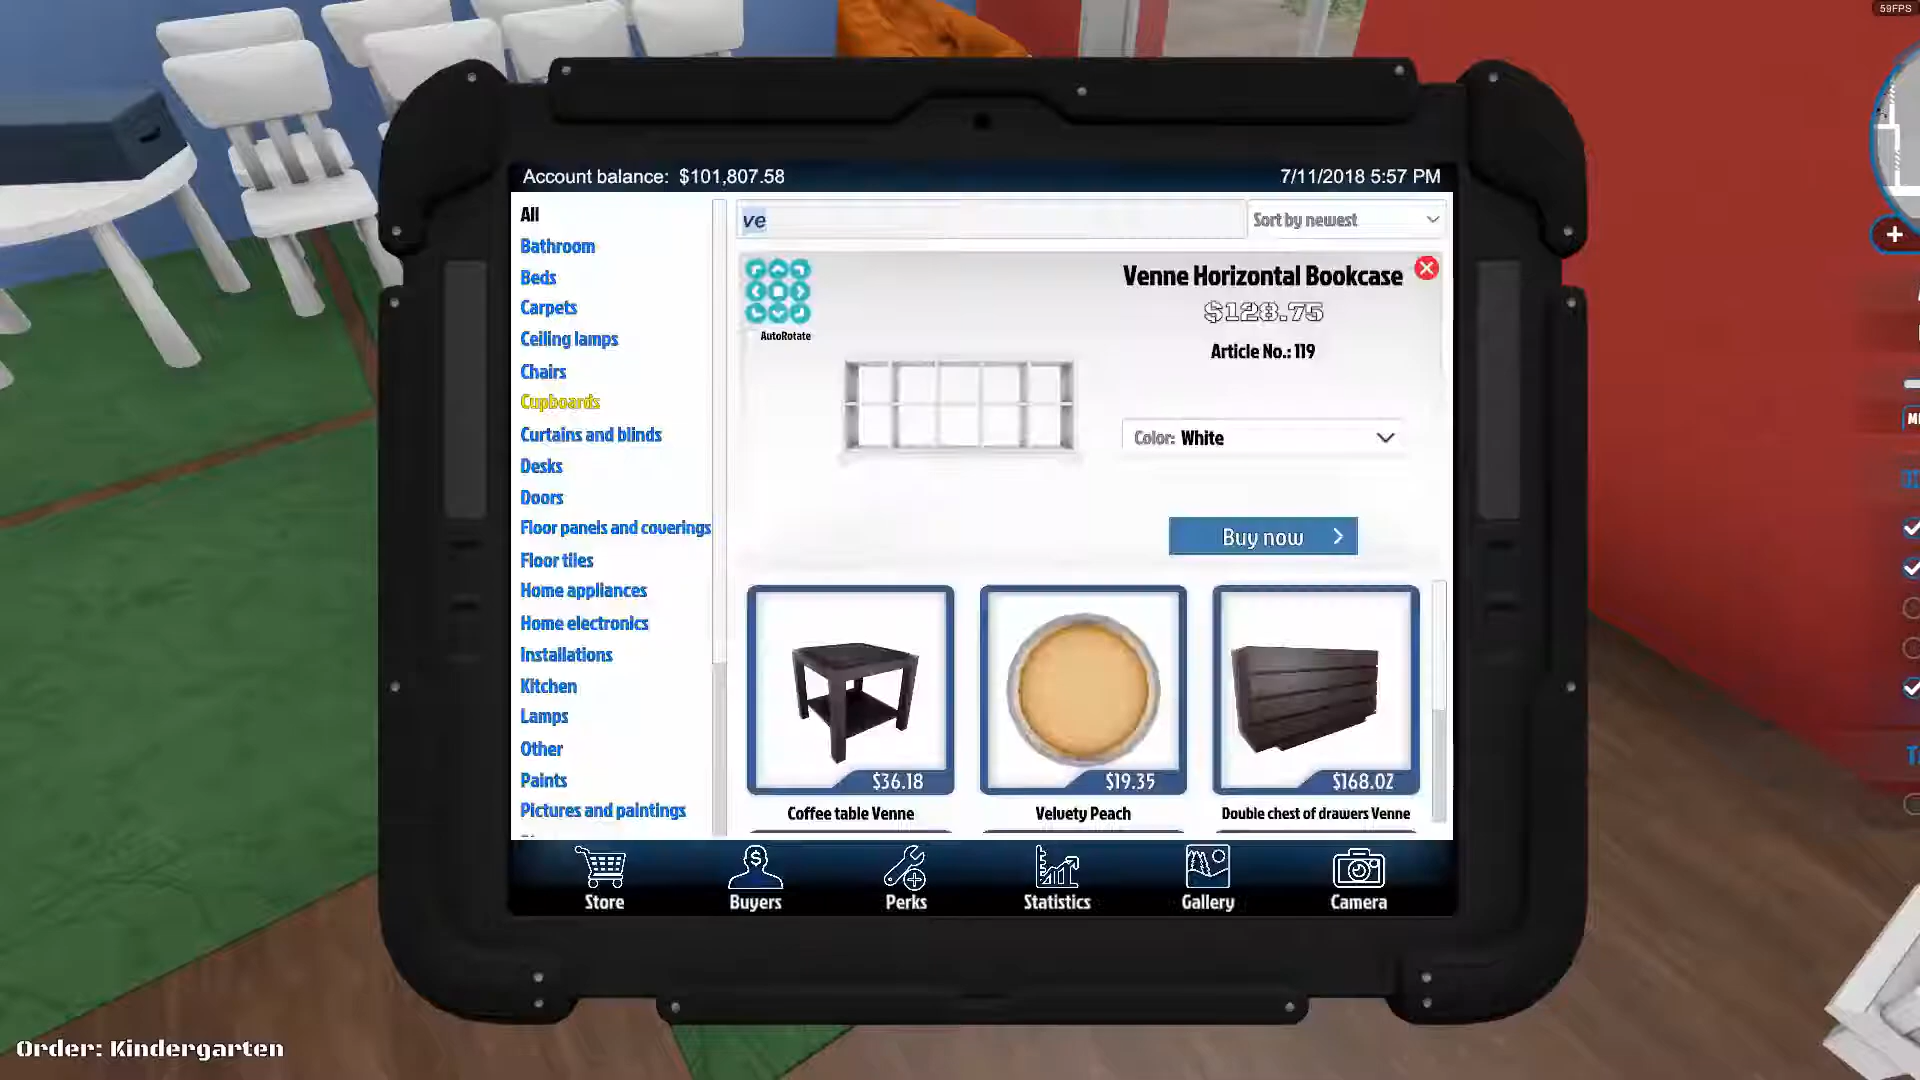 59FPS
Account balance: $101,807.58
7/11/2018 5:57 PM
All
Bathroom
Beds
Carpets
Ceiling lamps
Chairs
Cupboards
Curtains and blinds
Desks
Doors
Floor panels and coverings
Floor tiles
Home appliances
Home electronics
Installations
Kitchen
Lamps
Other
Paints
Pictures and paintings
ve
Sort by newest
AutoRotate
Venne Horizontal Bookcase
$128.75
Article No.: 119
Color: White
Buy now
$36.18
Coffee table Venne
$19.35
Velvety Peach
$168.02
Double chest of drawers Venne
Store
Buyers
Perks
Statistics
Gallery
Camera
Order: Kindergarten